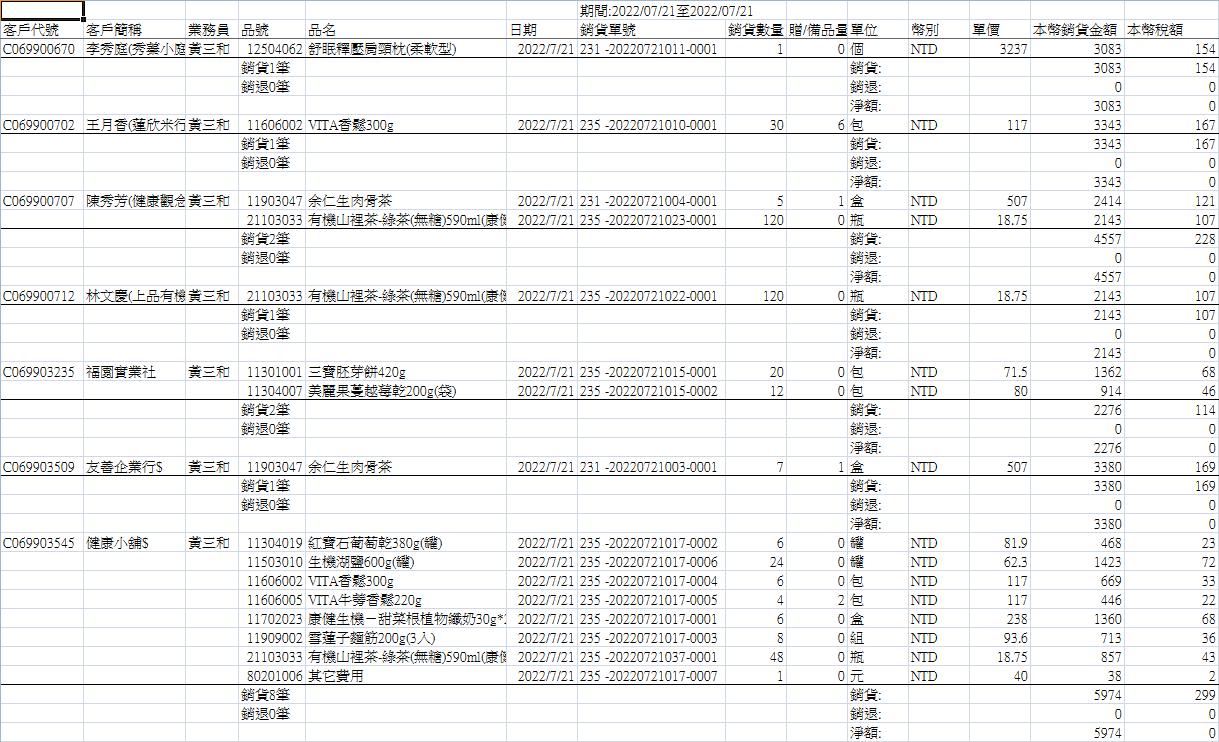 期間:2022/07/21至2022/07/21
客戶代號 客戶簡稱 業務員 品號 品名 日期 銷貨單號 銷貨數量 贈/備品量 單位 幣別 單價 本幣銷貨金額 本幣稅額
C069900670 李秀庭(秀藥小庭 黃三和 12504062 舒眠釋壓肩頸枕(柔軟型) 2022/7/21 231 -20220721011-0001 1 0 個 NTD 3237 3083 154
銷貨1筆 銷貨: 3083 154
銷退0筆 銷退: 0 0
淨額: 3083 0
C069900702 王月香(蓮欣米行 黃三和 11606002 VITA香鬆300g 2022/7/21 235 -20220721010-0001 30 6 包 NTD 117 3343 167
銷貨1筆 銷貨: 3343 167
銷退0筆 銷退: 0 0
淨額: 3343 0
C069900707 陳秀芳(健康觀念 黃三和 11903047 余仁生肉骨茶 2022/7/21 231 -20220721004-0001 5 1 盒 NTD 507 2414 121
21103033 有機山裡茶-綠茶(無糖)590ml(康健 2022/7/21 235 -20220721023-0001 120 0 瓶 NTD 18.75 2143 107
銷貨2筆 銷貨: 4557 228
銷退0筆 銷退: 0 0
淨額: 4557 0
C069900712 林文慶(上品有機 黃三和 21103033 有機山裡茶-綠茶(無糖)590ml(康健 2022/7/21 235 -20220721022-0001 120 0 瓶 NTD 18.75 2143 107
銷貨1筆 銷貨: 2143 107
銷退0筆 銷退: 0 0
淨額: 2143 0
C069903235 福園實業社 黃三和 11301001 三寶胚芽餅420g 2022/7/21 235 -20220721015-0001 20 0 包 NTD 71.5 1362 68
11304007 美麗果蔓越莓乾200g(袋) 2022/7/21 235 -20220721015-0002 12 0 包 NTD 80 914 46
銷貨2筆 銷貨: 2276 114
銷退0筆 銷退: 0 0
淨額: 2276 0
C069903509 友善企業行$ 黃三和 11903047 余仁生肉骨茶 2022/7/21 231 -20220721003-0001 7 1 盒 NTD 507 3380 169
銷貨1筆 銷貨: 3380 169
銷退0筆 銷退: 0 0
淨額: 3380 0
C069903545 健康小舖$ 黃三和 11304019 紅寶石葡萄乾380g(罐) 2022/7/21 235 -20220721017-0002 6 0 罐 NTD 81.9 468 23
11503010 生機湖鹽600g(罐) 2022/7/21 235 -20220721017-0006 24 0 罐 NTD 62.3 1423 72
11606002 VITA香鬆300g 2022/7/21 235 -20220721017-0004 6 0 包 NTD 117 669 33
11606005 VITA牛蒡香鬆220g 2022/7/21 235 -20220721017-0005 4 2 包 NTD 117 446 22
11702023 康健生機－甜菜根植物纖奶30g*2 2022/7/21 235 -20220721017-0001 6 0 盒 NTD 238 1360 68
11909002 雪蓮子麵筋200g(3入) 2022/7/21 235 -20220721017-0003 8 0 組 NTD 93.6 713 36
21103033 有機山裡茶-綠茶(無糖)590ml(康健 2022/7/21 235 -20220721037-0001 48 0 瓶 NTD 18.75 857 43
80201006 其它費用 2022/7/21 235 -20220721017-0007 1 0 元 NTD 40 38 2
銷貨8筆 銷貨: 5974 299
銷退0筆 銷退: 0 0
淨額: 5974 0